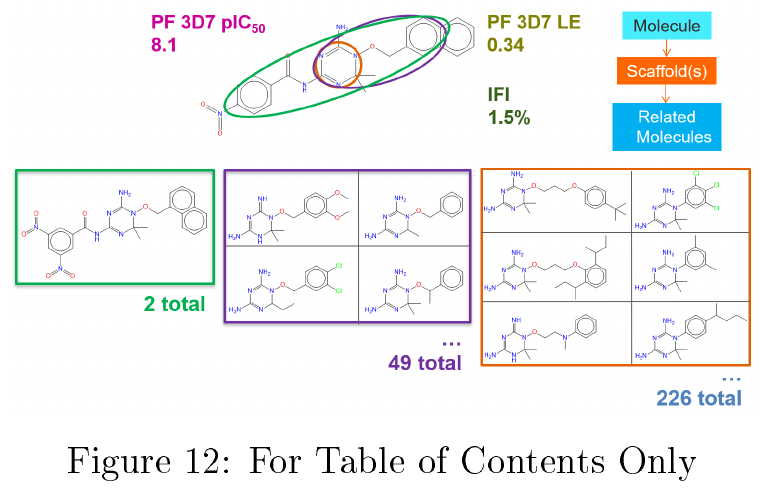 PF 3D7 pIC50
8.1
PF 3D7 LE
0.34
IFI
1.5%
Molecule
Scaffold(s)
Related
Molecules
2 total
...
49 total
...
226 total
Figure 12: For Table of Contents Only